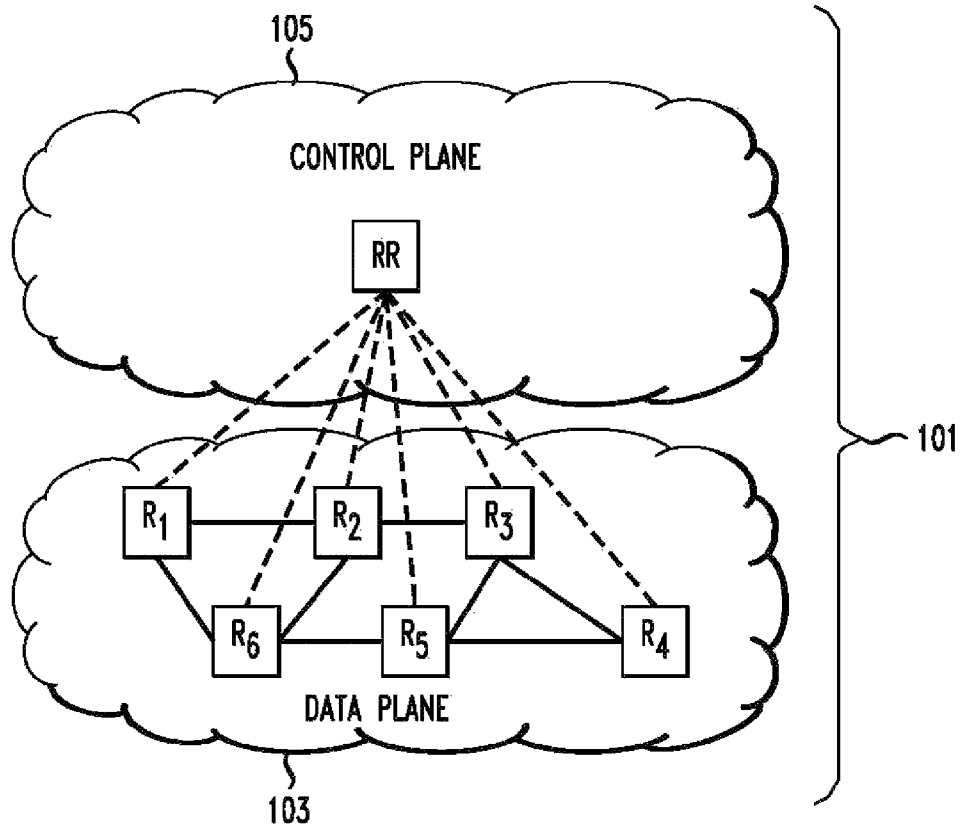 105
CONTROL PLANE
RR
101
R1 R2 R3
R6 R5 R4
DATA PLANE
103